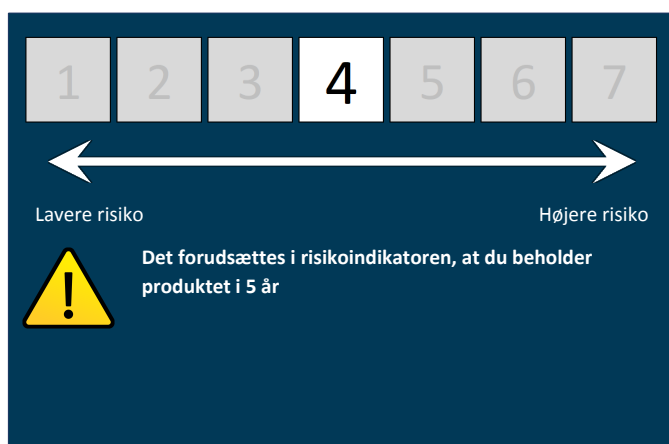 1 2 3 4 5 6 7
Lavere risiko Højere risiko
Det forudsættes i risikoindikatoren, at du beholder
produktet i 5 år